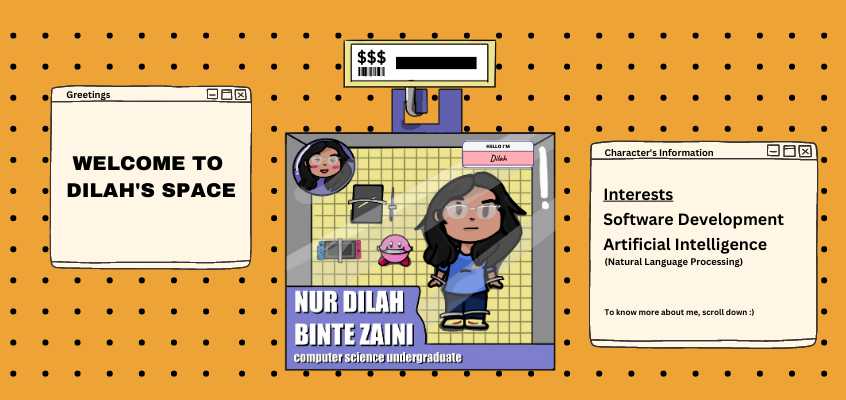 Greetings
WELCOME TO
DILAH'S SPACE
$$$
HELLO I'M
Dilah
NUR DILAH
BINTE ZAINI
computer science undergraduate
Character's Information
Interests
Software Development
Artificial Intelligence
(Natural Language Processing)
To know more about me, scroll down :)